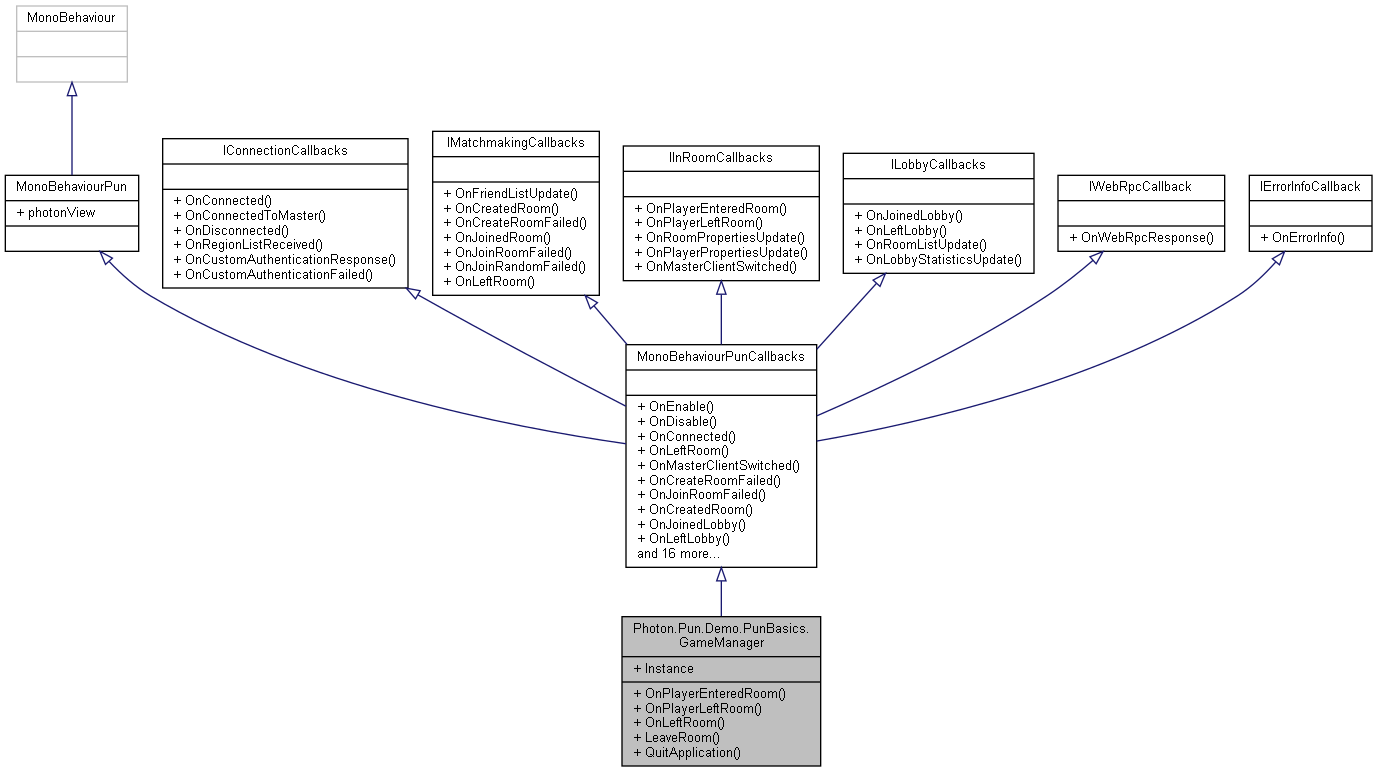 MonoBehaviour
MonoBehaviourPun
+ photonView
IConnectionCallbacks
+ OnConnected()
+ OnConnectedToMaster()
+ OnDisconnected()
+ OnRegionListReceived()
+ OnCustomAuthenticationResponse()
+ OnCustomAuthenticationFailed()
IMatchmakingCallbacks
+ OnFriendListUpdate()
+ OnCreatedRoom()
+ OnCreateRoomFailed()
+ OnJoinedRoom()
+ OnJoinRoomFailed()
+ OnJoinRandomFailed()
+ OnLeftRoom()
IInRoomCallbacks
+ OnPlayerEnteredRoom()
+ OnPlayerLeftRoom()
+ OnRoomPropertiesUpdate()
+ OnPlayerPropertiesUpdate()
+ OnMasterClientSwitched()
ILobbyCallbacks
+ OnJoinedLobby()
+ OnLeftLobby()
+ OnRoomListUpdate()
+ OnLobbyStatisticsUpdate()
IWebRpcCallback
+ OnWebRpcResponse()
IErrorInfoCallback
+ OnErrorInfo()
MonoBehaviourPunCallbacks
+ OnEnable()
+ OnDisable()
+ OnConnected()
+ OnLeftRoom()
+ OnMasterClientSwitched()
+ OnCreateRoomFailed()
+ OnJoinRoomFailed()
+ OnCreatedRoom()
+ OnJoinedLobby()
+ OnLeftLobby()
and 16 more...
Photon.Pun.Demo.PunBasics.
GameManager
+ Instance
+ OnPlayerEnteredRoom()
+ OnPlayerLeftRoom()
+ OnLeftRoom()
+ LeaveRoom()
+ QuitApplication()